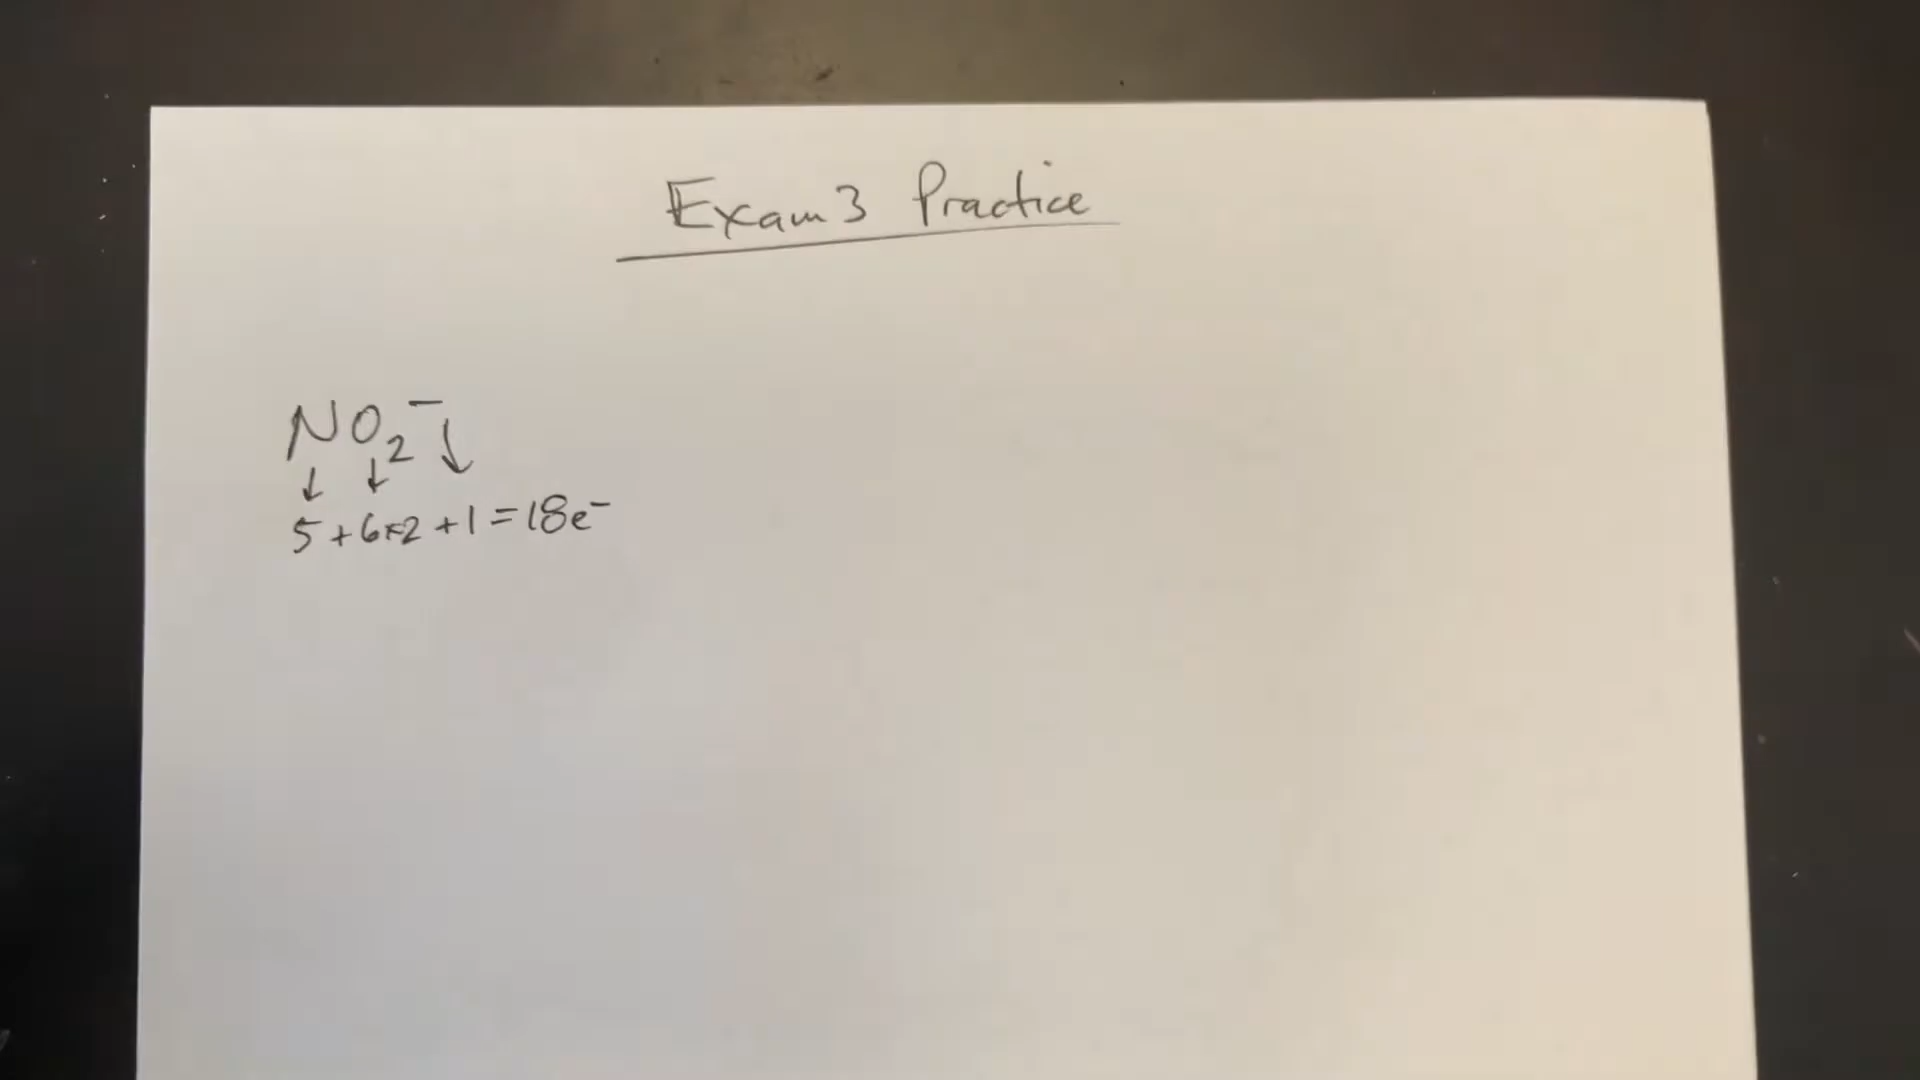 Exam 3 Practice
NO₂⁻
↓ ↓ ↓
5+6×2+1=18e⁻